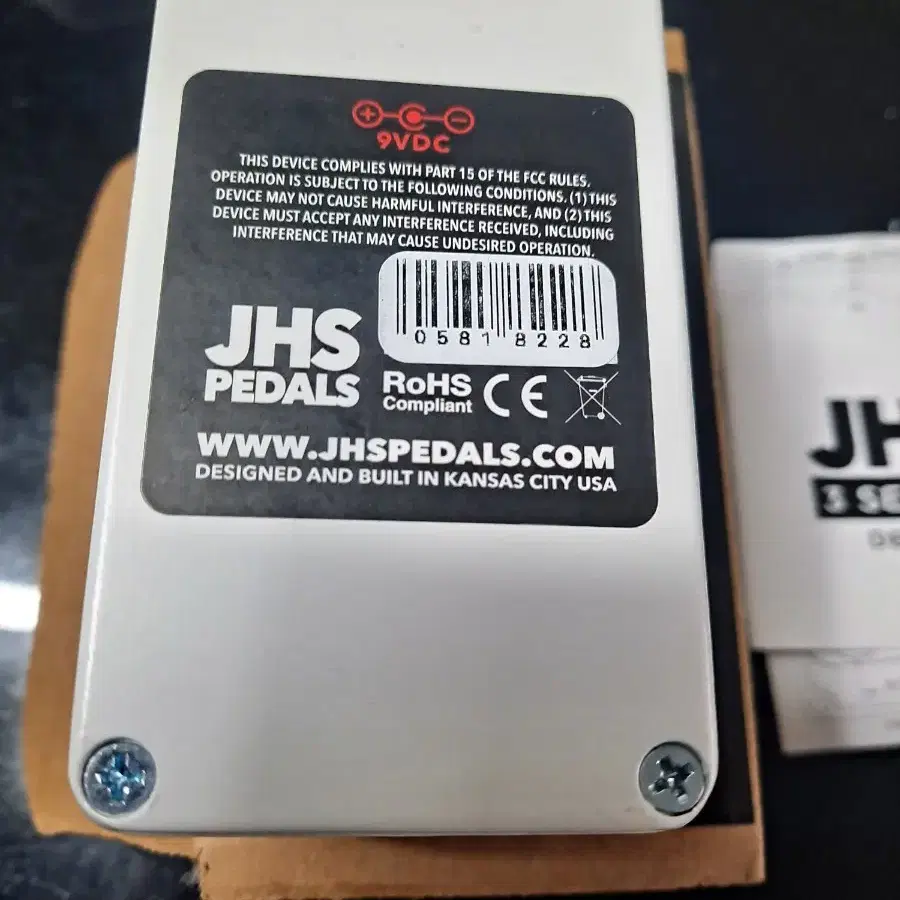 9VDC
THIS DEVICE COMPLIES WITH PART 15 OF THE FCC RULES.
OPERATION IS SUBJECT TO THE FOLLOWING CONDITIONS. (1) THIS
DEVICE MAY NOT CAUSE HARMFUL INTERFERENCE, AND (2) THIS
DEVICE MUST ACCEPT ANY INTERFERENCE RECEIVED, INCLUDING
INTERFERENCE THAT MAY CAUSE UNDESIRED OPERATION.
05818228
JHS
PEDALS
RoHS
Compliant
CE
WWW.JHSPEDALS.COM
DESIGNED AND BUILT IN KANSAS CITY USA
JH
3 SE